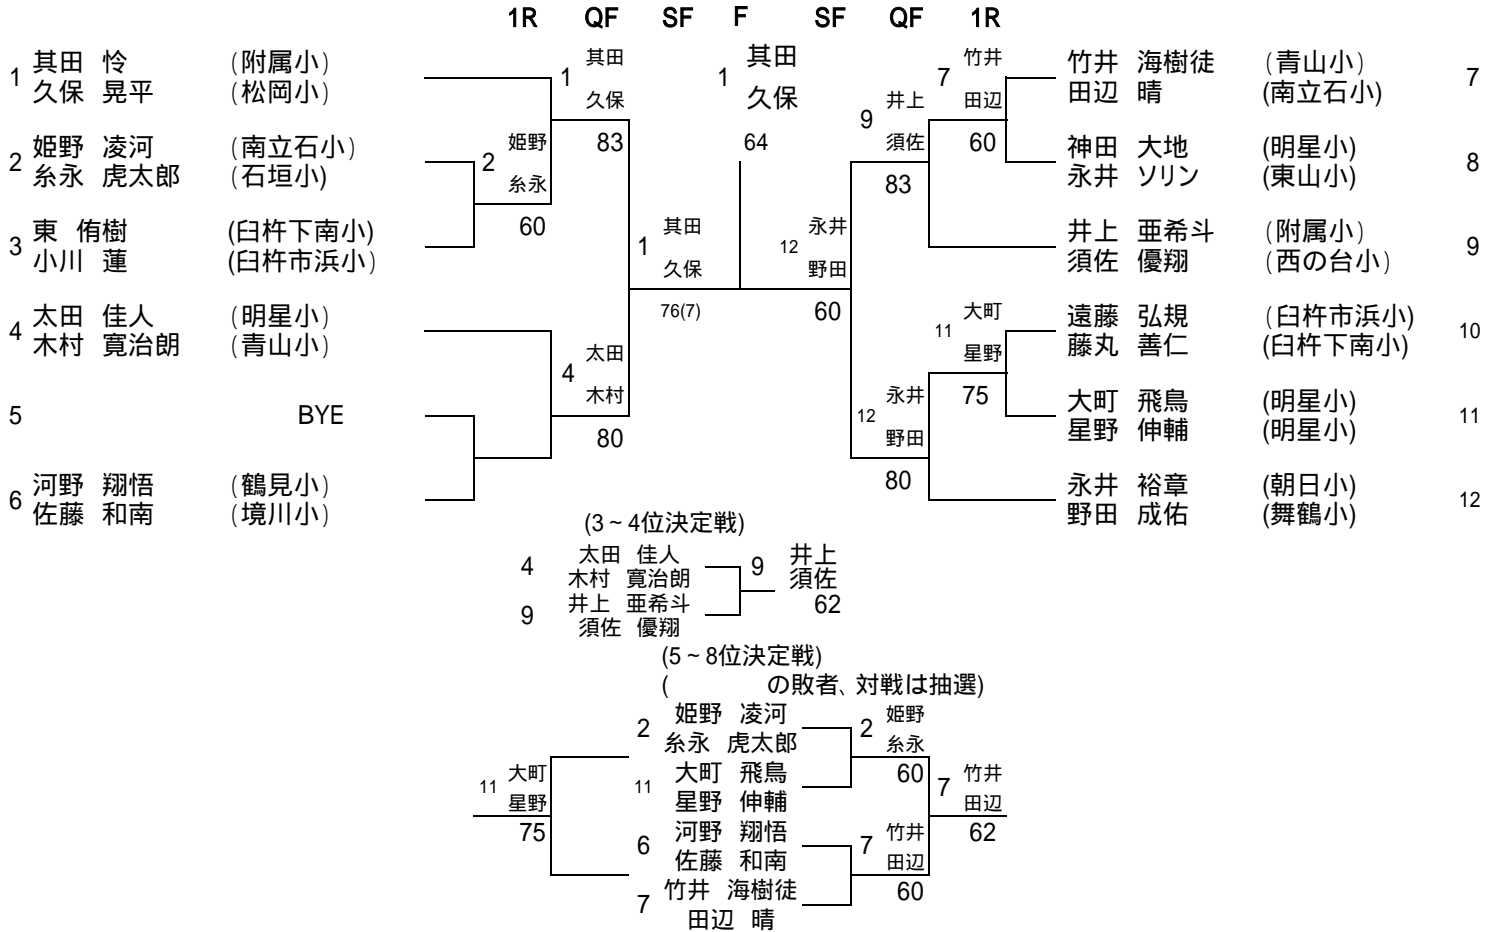 1R QF SF F SF QF 1R
1 其田 怜 (附属小)
久保 晃平 (松岡小)
2 姫野 凌河 (南立石小)
糸永 虎太郎 (石垣小)
3 東 侑樹 (臼杵下南小)
小川 蓮 (臼杵市浜小)
4 太田 佳人 (明星小)
木村 寛治朗 (青山小)
5 BYE
6 河野 翔悟 (鶴見小)
佐藤 和南 (境川小)
2 姫野
糸永
60
1 其田
久保
83
4 太田
木村
80
1 其田
久保
76(7)
1 其田
久保
64
12 永井
野田
60
9 井上
須佐
83
12 永井
野田
80
7 竹井
田辺
60
11 大町
星野
75
竹井 海樹徒 (青山小) 7
田辺 晴 (南立石小)
神田 大地 (明星小) 8
永井 ソリン (東山小)
井上 亜希斗 (附属小) 9
須佐 優翔 (西の台小)
遠藤 弘規 (臼杵市浜小) 10
藤丸 善仁 (臼杵下南小)
大町 飛鳥 (明星小) 11
星野 伸輔 (明星小)
永井 裕章 (朝日小) 12
野田 成佑 (舞鶴小)
(3~4位決定戦)
4 太田 佳人
木村 寛治朗
9 井上 亜希斗
須佐 優翔
9 井上
須佐
62
(5~8位決定戦)
( の敗者、対戦は抽選)
2 姫野 凌河
糸永 虎太郎
11 大町 飛鳥
星野 伸輔
6 河野 翔悟
佐藤 和南
7 竹井 海樹徒
田辺 晴
2 姫野
糸永
60
7 竹井
田辺
60
7 竹井
田辺
62
11 大町
星野
75